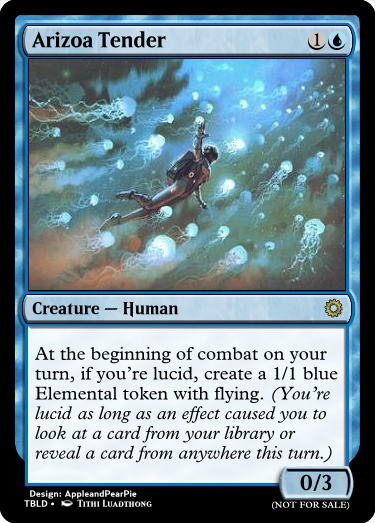 Arizoa Tender 1
Creature — Human
At the beginning of combat on your
turn, if you're lucid, create a 1/1 blue
Elemental token with flying. (You're
lucid as long as an effect caused you to
look at a card from your library or
reveal a card from anywhere this turn.)
0/3
Design: AppleandPearPie
TBLD • Tithi Luadthong
(NOT FOR SALE)